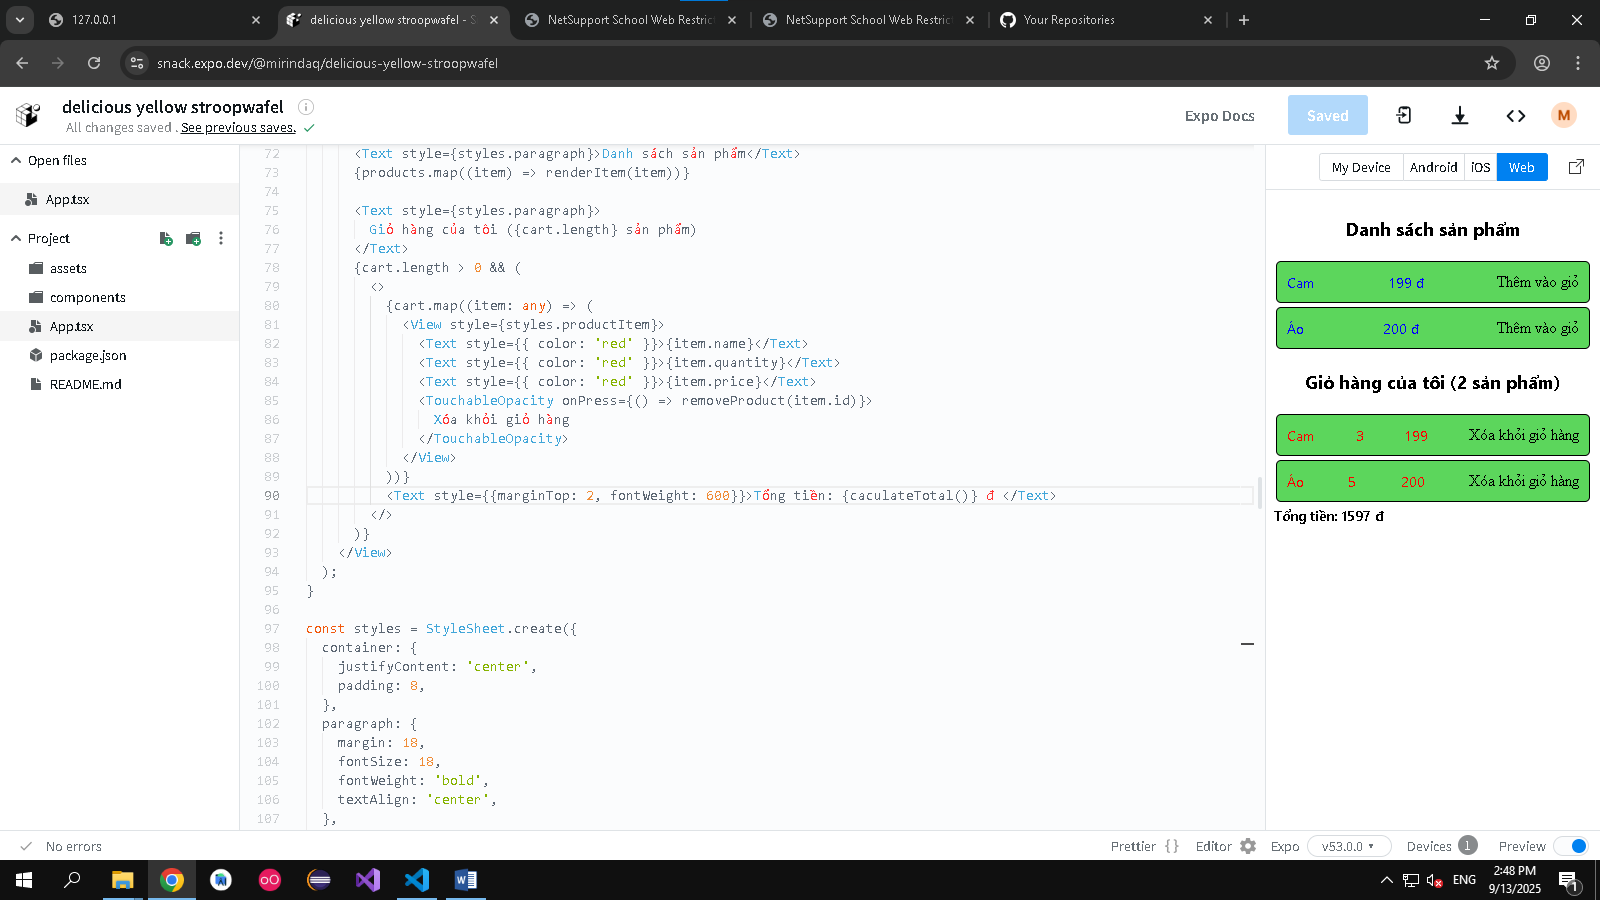 127.0.0.1
delicious yellow stroopwafel - S
NetSupport School Web Restric
NetSupport School Web Restric
Your Repositories
snack.expo.dev/@mirindaq/delicious-yellow-stroopwafel
delicious yellow stroopwafel
All changes saved . See previous saves.
Expo Docs
Saved
M
Open files
App.tsx
Project
assets
components
App.tsx
package.json
README.md
72 <Text style={styles.paragraph}>Danh sách sản phẩm</Text>
73 {products.map((item) => renderItem(item))}
74
75 <Text style={styles.paragraph}>
76 Giỏ hàng của tôi ({cart.length} sản phẩm)
77 </Text>
78 {cart.length > 0 && (
79 <>
80 {cart.map((item: any) => (
81 <View style={styles.productItem}>
82 <Text style={{ color: 'red' }}>{item.name}</Text>
83 <Text style={{ color: 'red' }}>{item.quantity}</Text>
84 <Text style={{ color: 'red' }}>{item.price}</Text>
85 <TouchableOpacity onPress={() => removeProduct(item.id)}>
86 Xóa khỏi giỏ hàng
87 </TouchableOpacity>
88 </View>
89 ))}
90 <Text style={{marginTop: 2, fontWeight: 600}}>Tổng tiền: {caculateTotal()} đ </Text>
91 </>
92 )}
93 </View>
94 );
95 }
96
97 const styles = StyleSheet.create({
98 container: {
99 justifyContent: 'center',
100 padding: 8,
101 },
102 paragraph: {
103 margin: 18,
104 fontSize: 18,
105 fontWeight: 'bold',
106 textAlign: 'center',
107 },
My Device
Android
iOS
Web
Danh sách sản phẩm
Cam 199 đ Thêm vào giỏ
Áo 200 đ Thêm vào giỏ
Giỏ hàng của tôi (2 sản phẩm)
Cam 3 199 Xóa khỏi giỏ hàng
Áo 5 200 Xóa khỏi giỏ hàng
Tổng tiền: 1597 đ
No errors
Prettier {}
Editor
Expo
v53.0.0
Devices 1
Preview
ENG
2:48 PM
9/13/2025
1